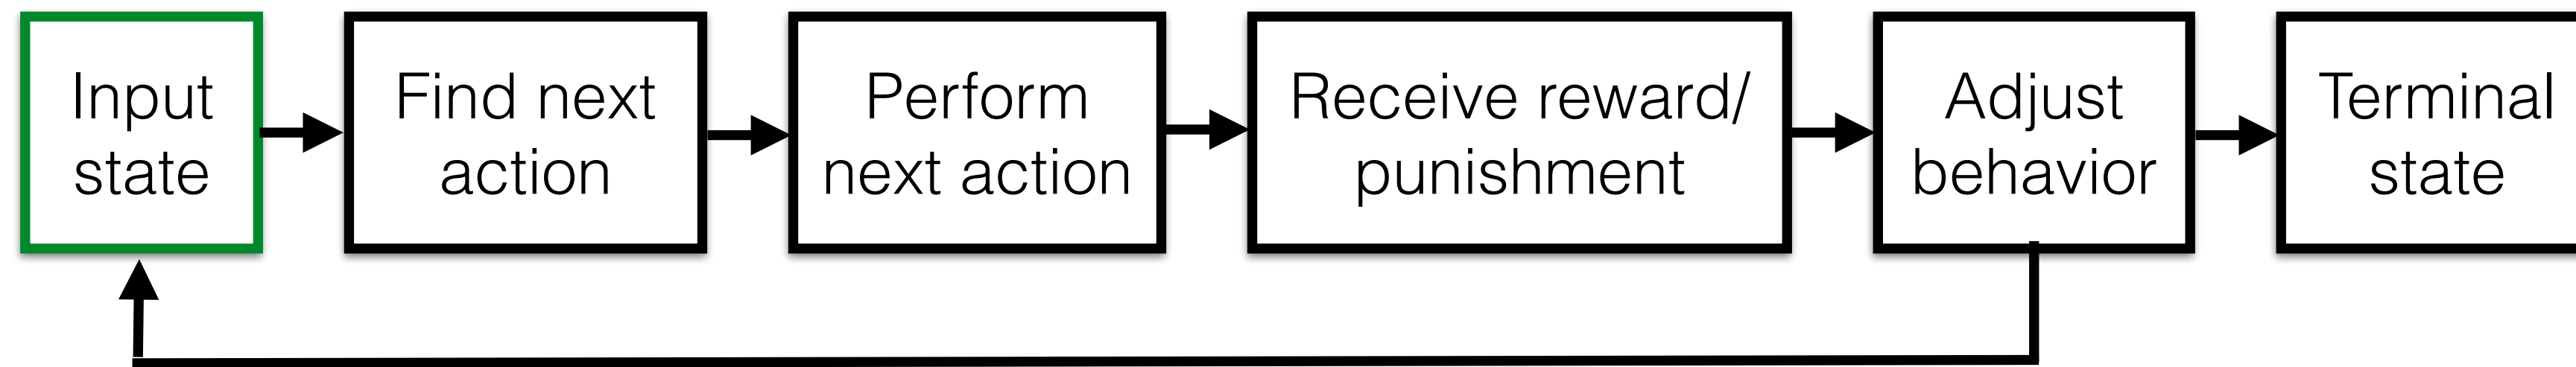 Input
state
Find next
action
Perform
next action
Receive reward/
punishment
Adjust
behavior
Terminal
state